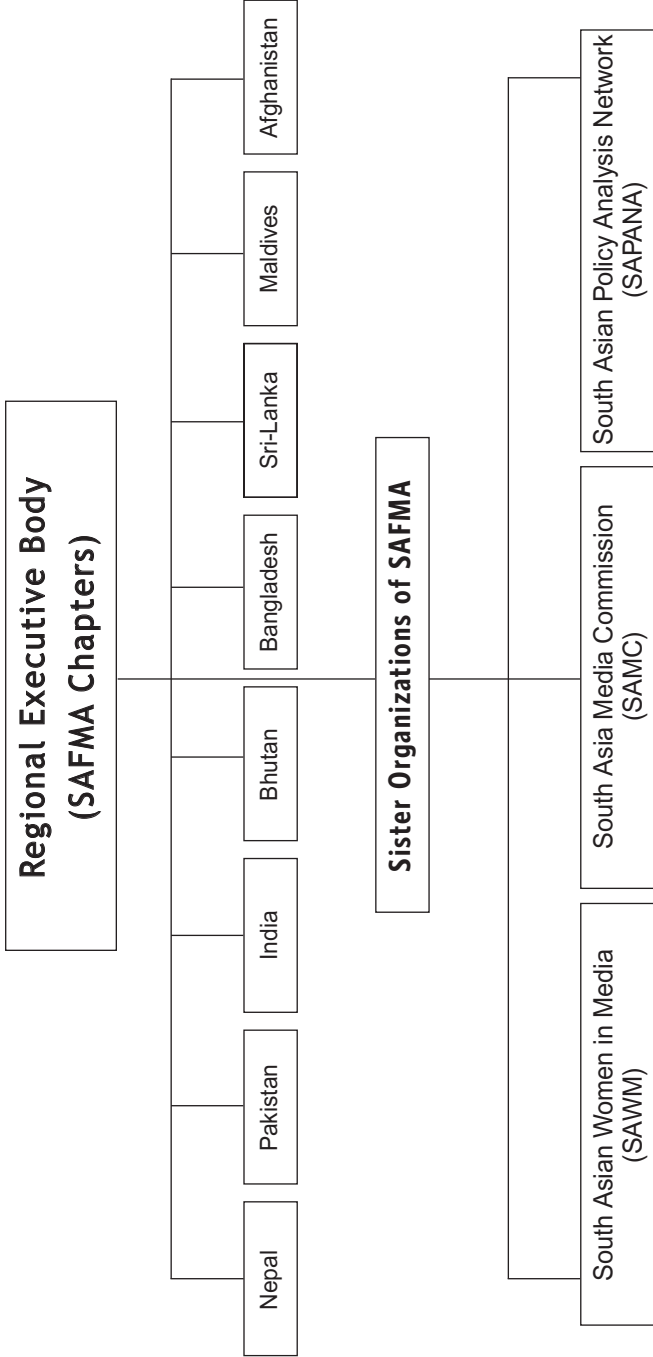 Regional Executive Body
(SAFMA Chapters)
Nepal
Pakistan
India
Bhutan
Bangladesh
Sri-Lanka
Maldives
Afghanistan
Sister Organizations of SAFMA
South Asian Women in Media
(SAWM)
South Asia Media Commission
(SAMC)
South Asian Policy Analysis Network
(SAPANA)